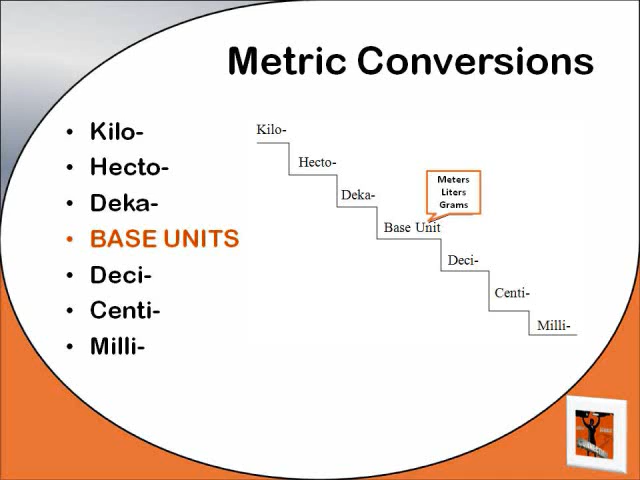 Metric Conversions
• Kilo-
• Hecto-
• Deka-
• BASE UNITS
• Deci-
• Centi-
• Milli-
Kilo-
Hecto-
Deka-
Meters
Liters
Grams
Base Unit
Deci-
Centi-
Milli-